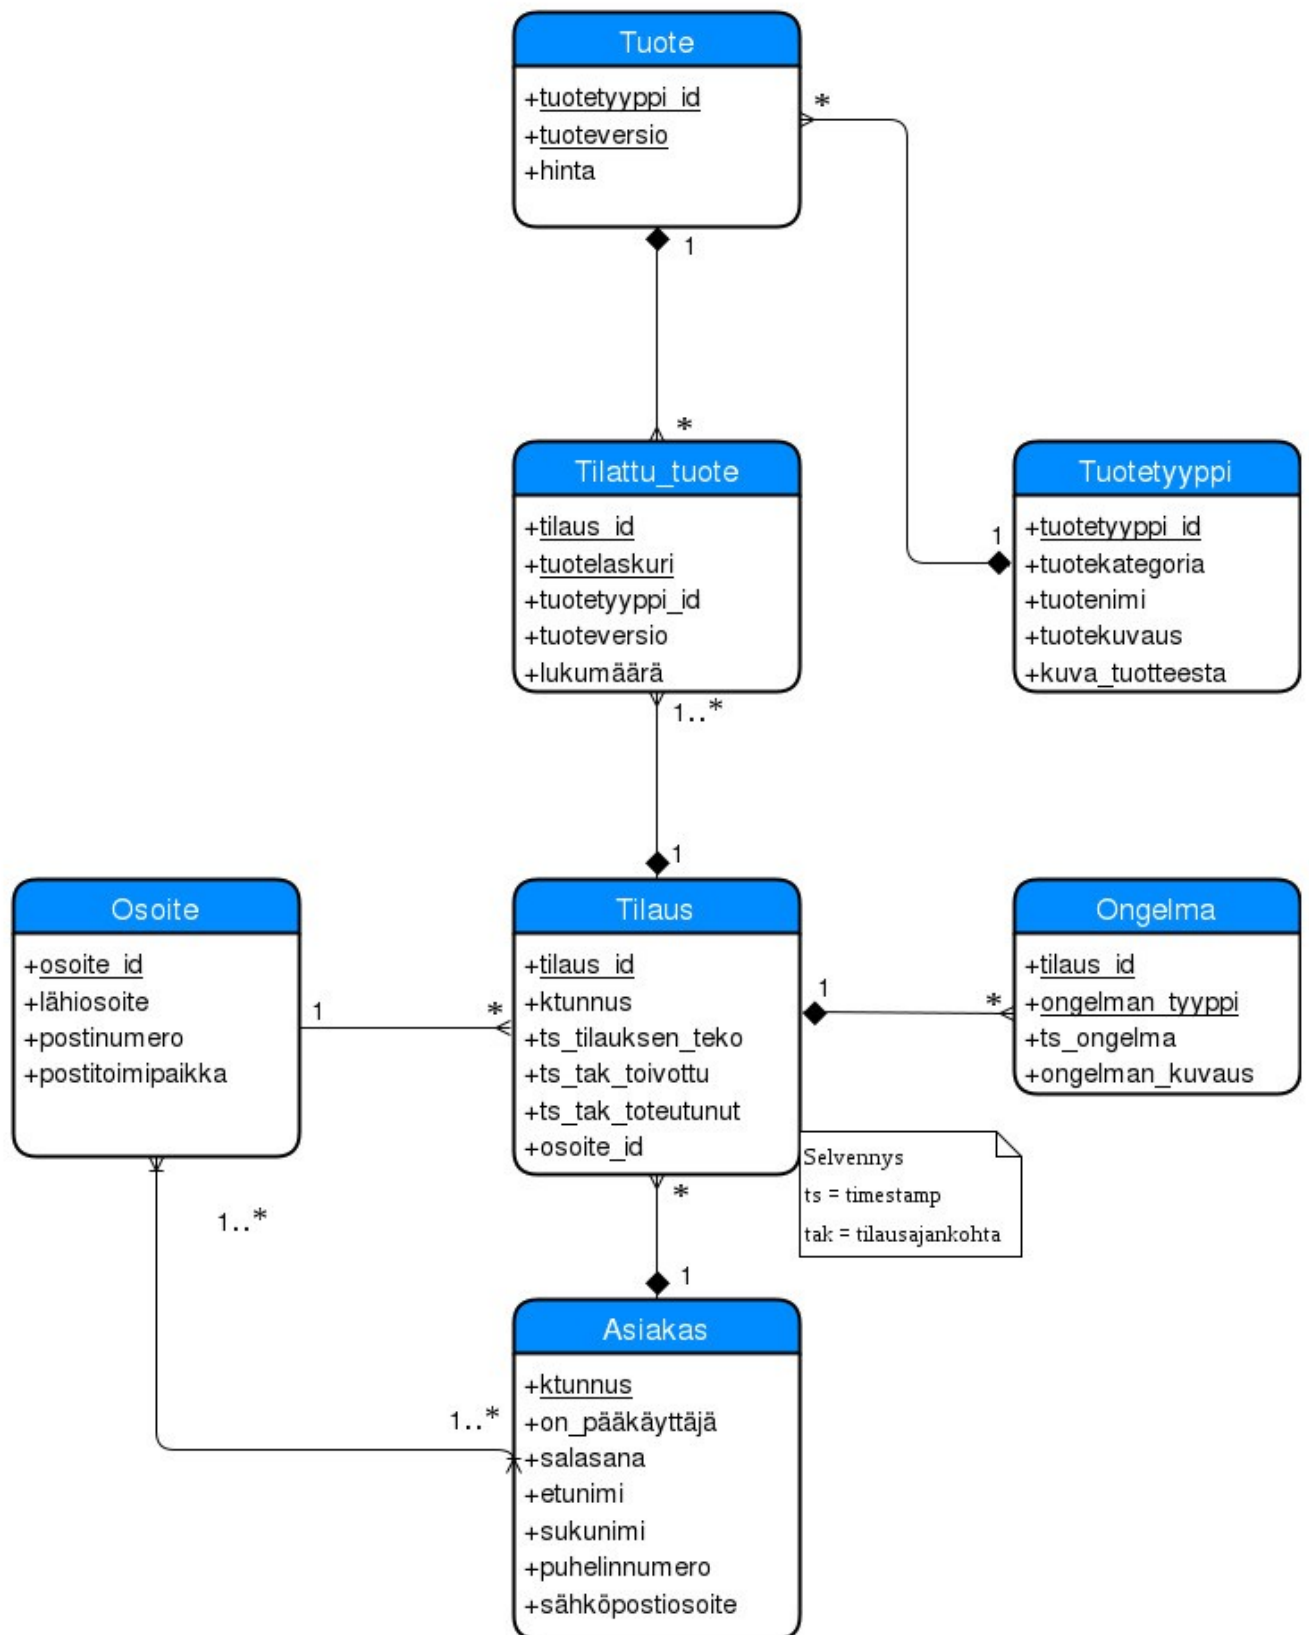 Tuote
+tuotetyyppi_id
+tuoteversio
+hinta
*
1
*
Tilattu_tuote
+tilaus_id
+tuotelaskuri
+tuotetyyppi_id
+tuoteversio
+lukumäärä
1..*
Tuotetyyppi
1
+tuotetyyppi_id
+tuotekategoria
+tuotenimi
+tuotekuvaus
+kuva_tuotteesta
1
Osoite
+osoite_id
+lähiosoite
+postinumero
+postitoimipaikka
1
*
Tilaus
+tilaus_id
+ktunnus
+ts_tilauksen_teko
+ts_tak_toivottu
+ts_tak_toteutunut
+osoite_id
1
*
Ongelma
+tilaus_id
+ongelman_tyyppi
+ts_ongelma
+ongelman_kuvaus
Selvennys
ts = timestamp
tak = tilausajankohta
*
1..*
1
1..*
Asiakas
+ktunnus
+on_pääkäyttäjä
+salasana
+etunimi
+sukunimi
+puhelinnumero
+sähköpostiosoite